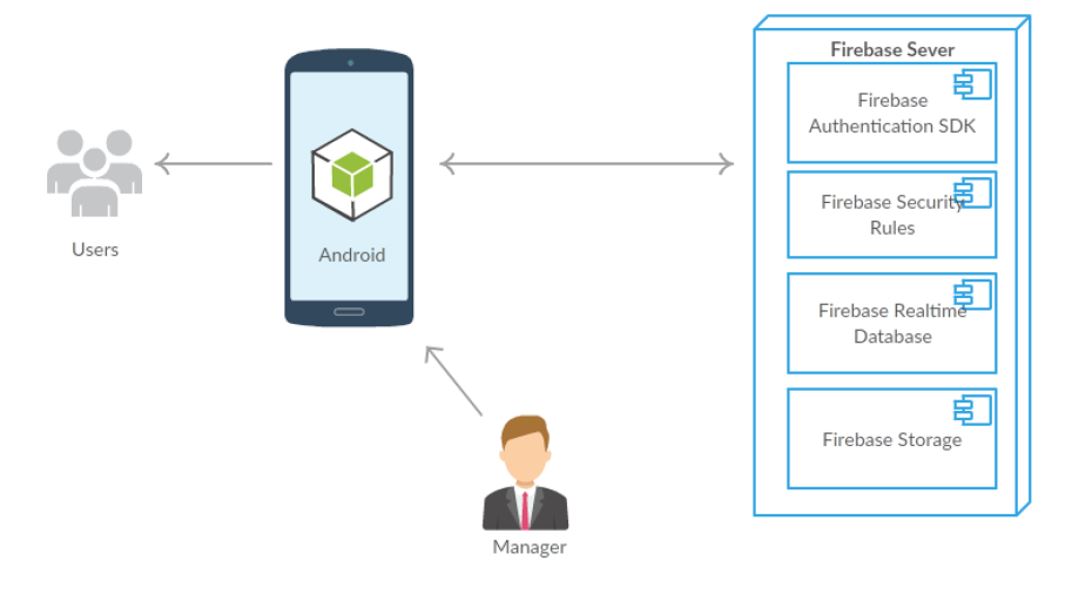 Firebase Sever
Firebase
Authentication SDK
Firebase Security
Rules
Users
Android
Firebase Realtime
Database
Firebase Storage
Manager